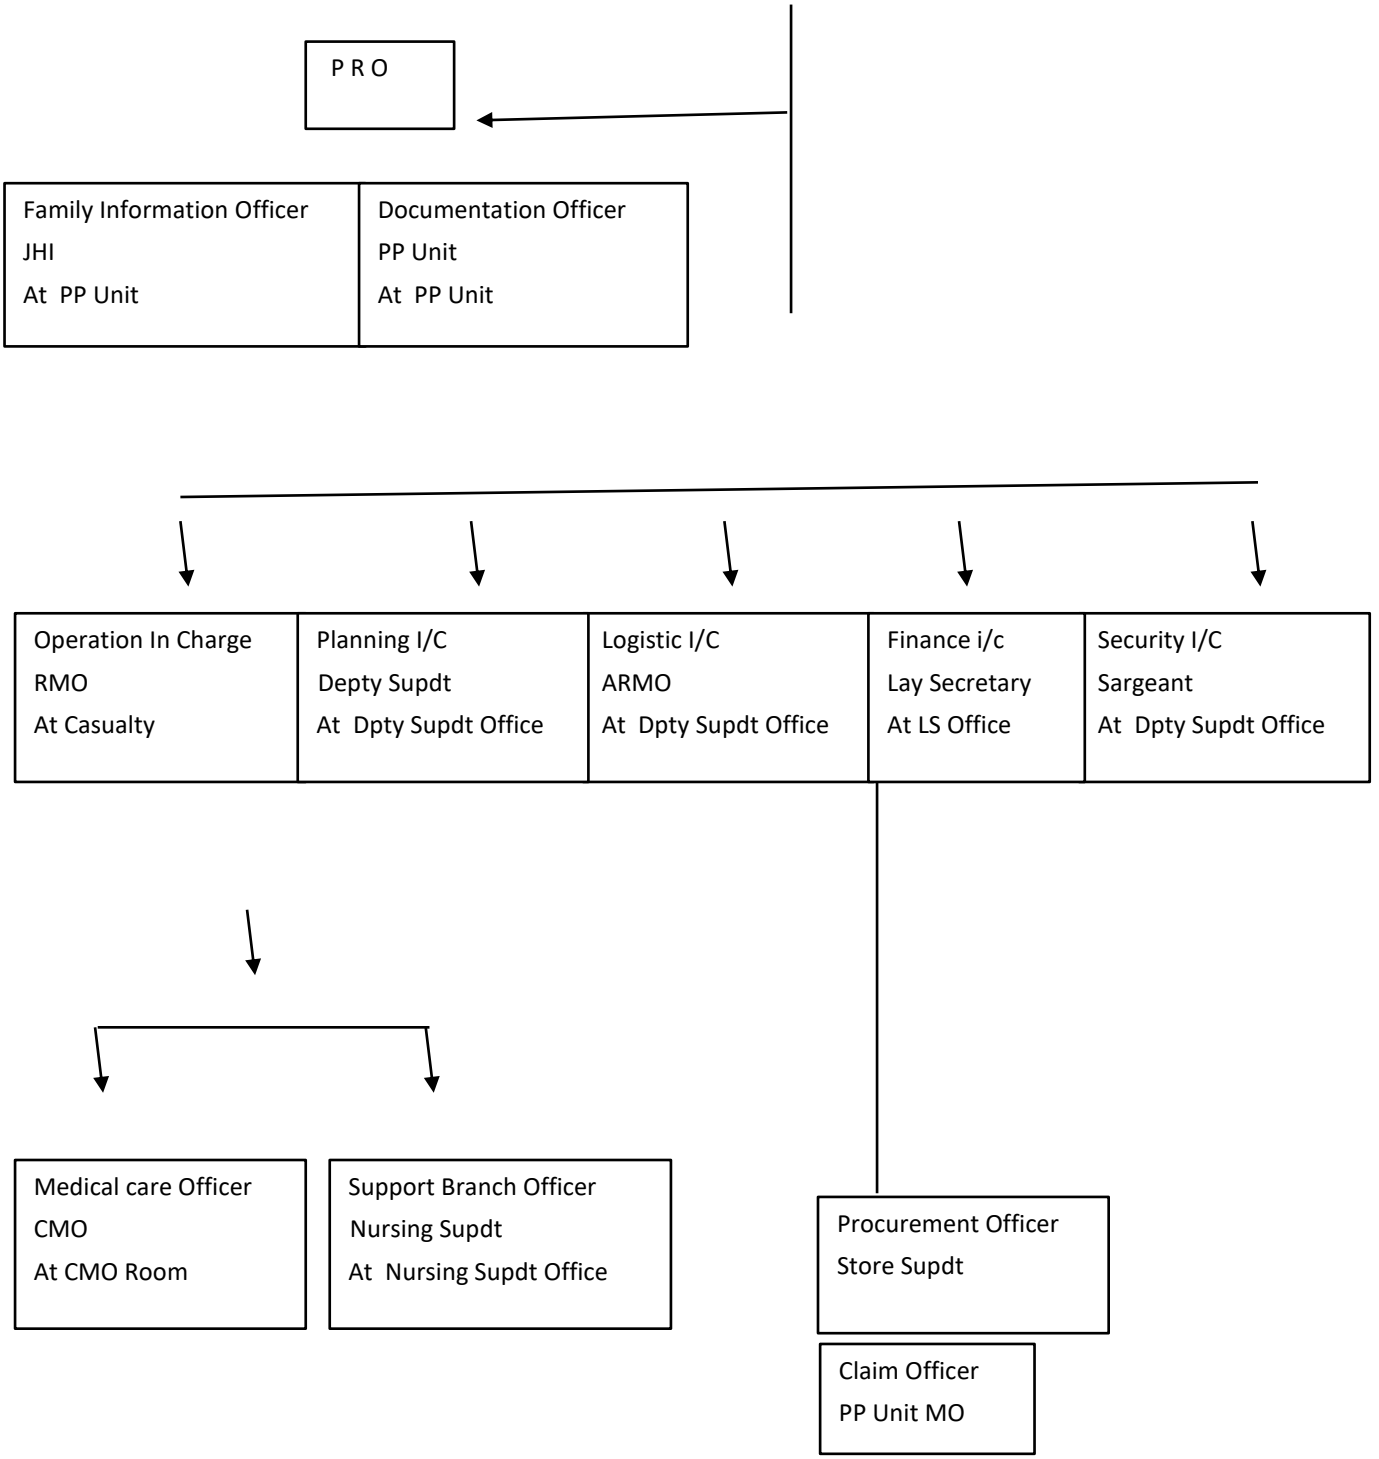 P R O
Family Information Officer
JHI
At PP Unit
Documentation Officer
PP Unit
At PP Unit
Operation In Charge
RMO
At Casualty
Planning I/C
Depty Supdt
At Dpty Supdt Office
Logistic I/C
ARMO
At Dpty Supdt Office
Finance i/c
Lay Secretary
At LS Office
Security I/C
Sargeant
At Dpty Supdt Office
Medical care Officer
CMO
At CMO Room
Support Branch Officer
Nursing Supdt
At Nursing Supdt Office
Procurement Officer
Store Supdt
Claim Officer
PP Unit MO